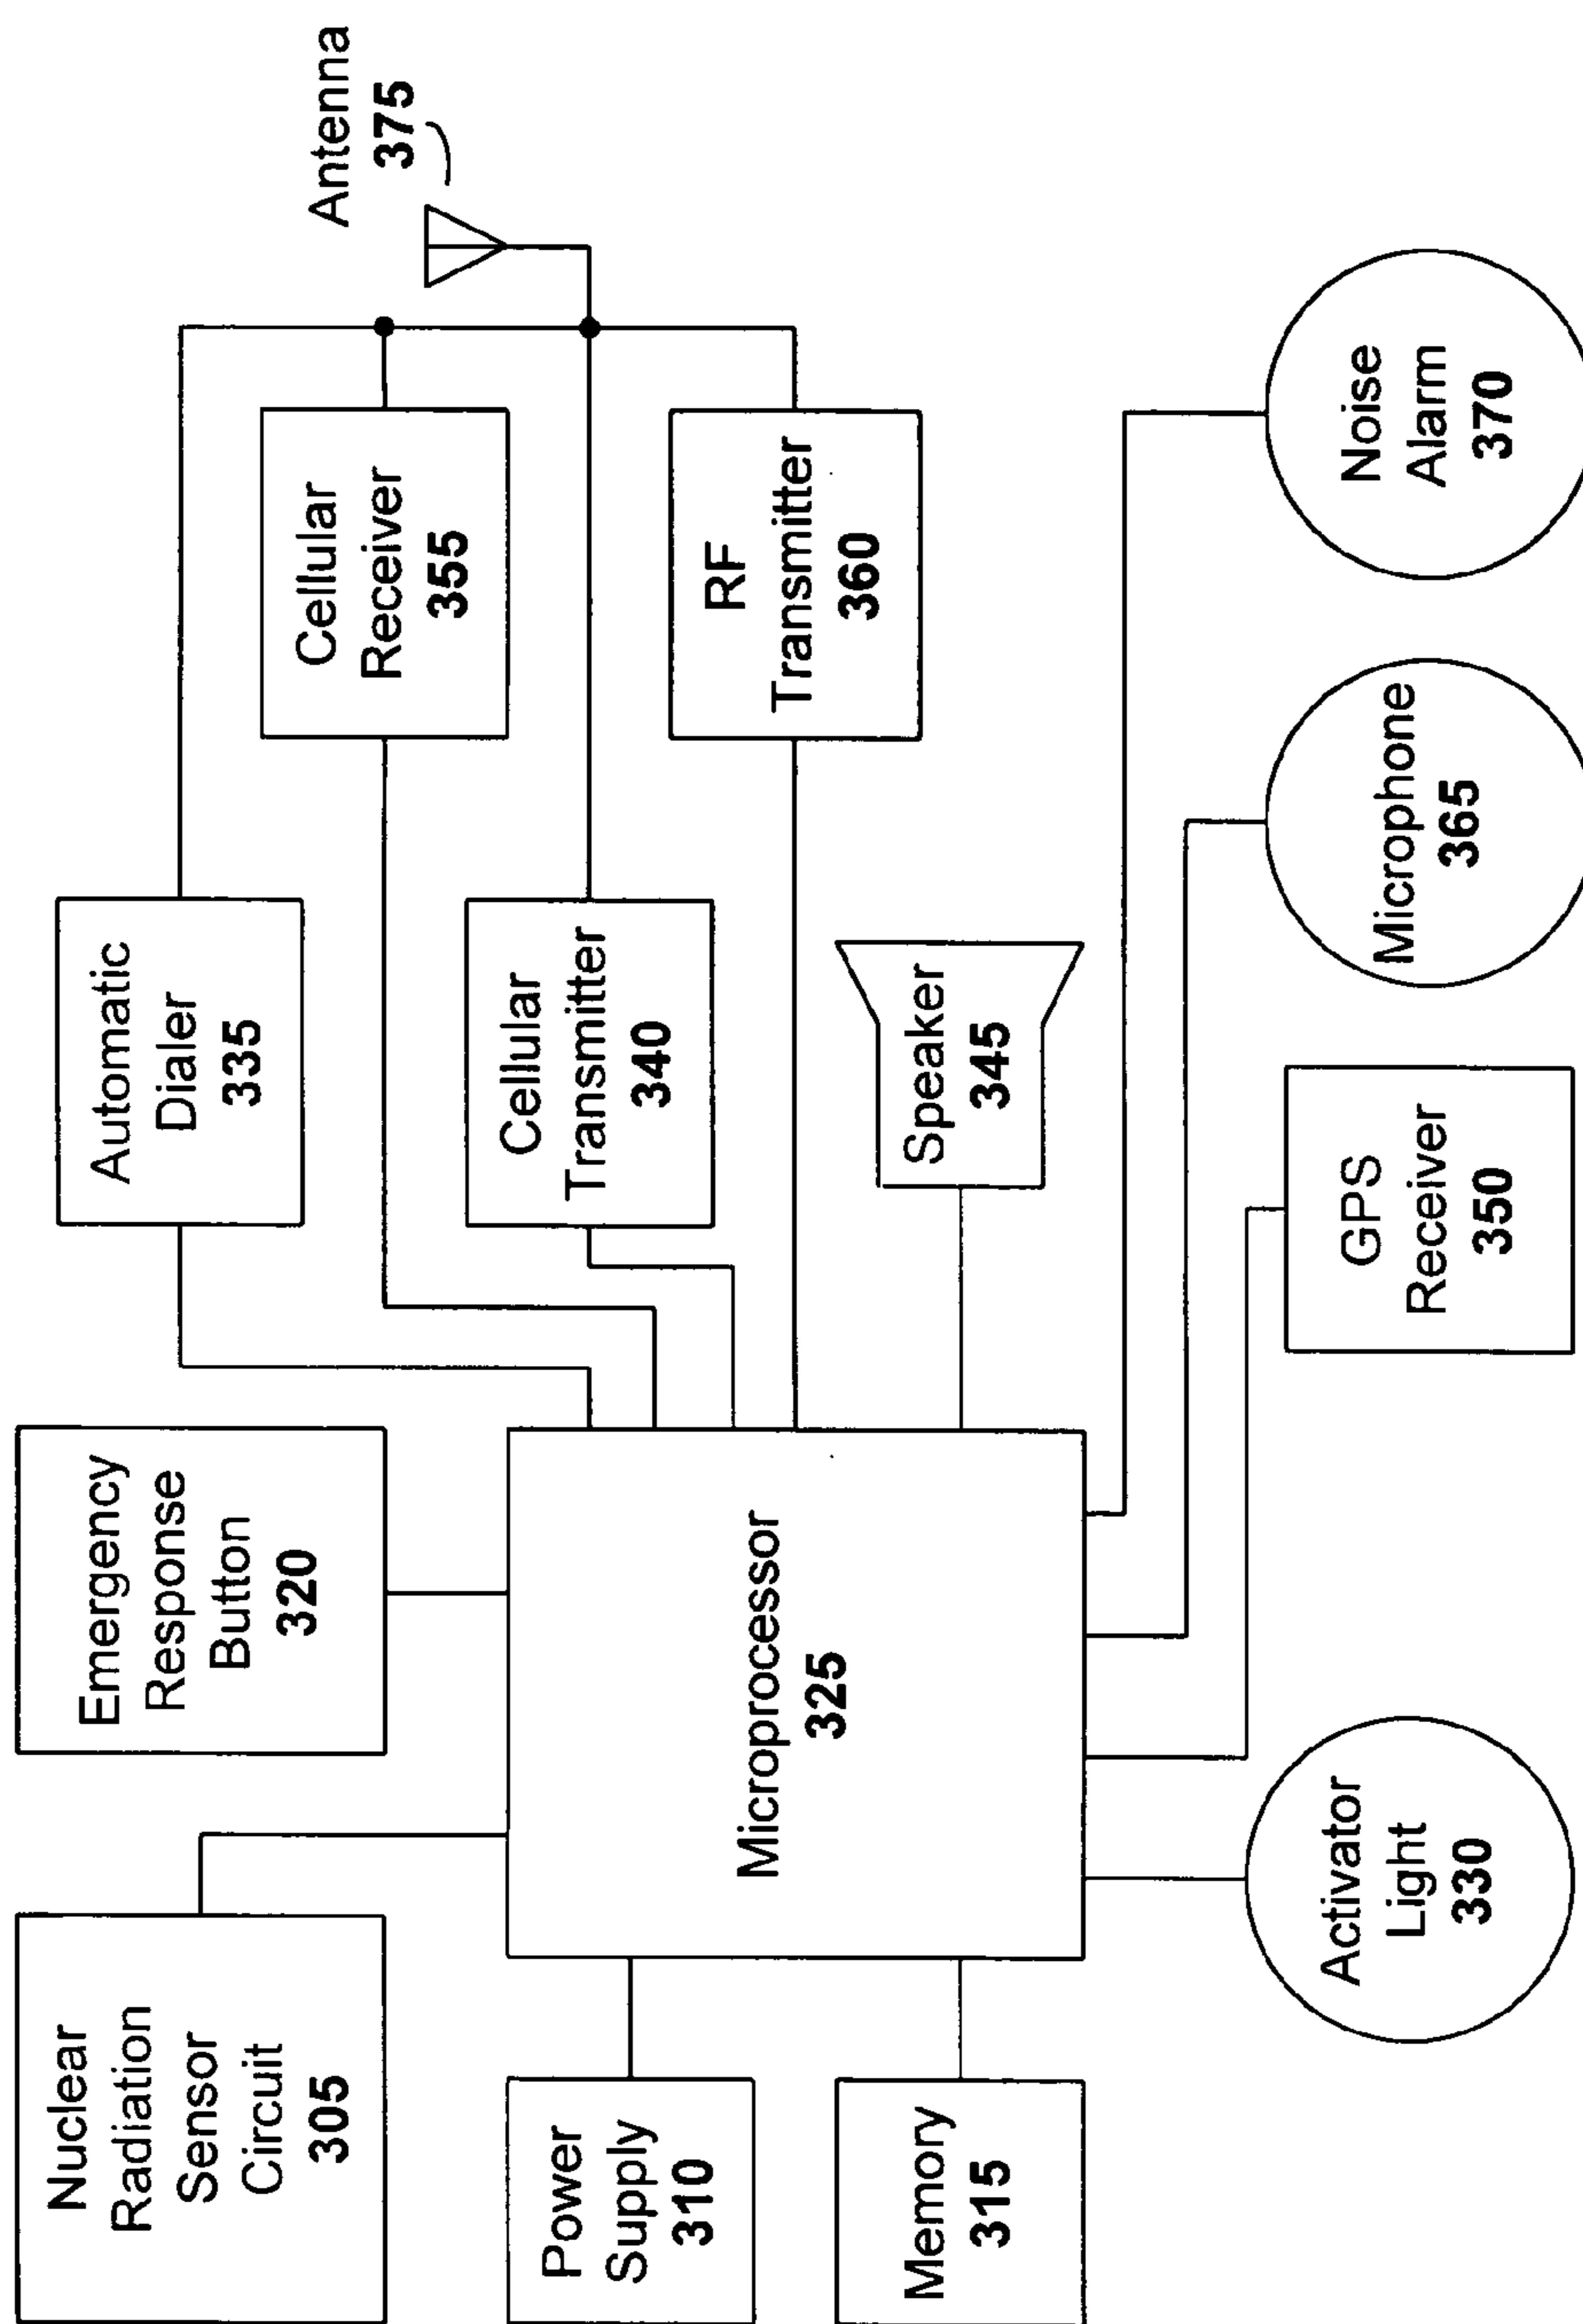 Nuclear
Radiation
Sensor
Circuit
305
Emergency
Response
Button
320
Automatic
Dialer
335
Cellular
Receiver
355
Antenna
375
Power
Supply
310
Microprocessor
325
Cellular
Transmitter
340
RF
Transmitter
360
Memory
315
Speaker
345
Activator
Light
330
GPS
Receiver
350
Microphone
365
Noise
Alarm
370